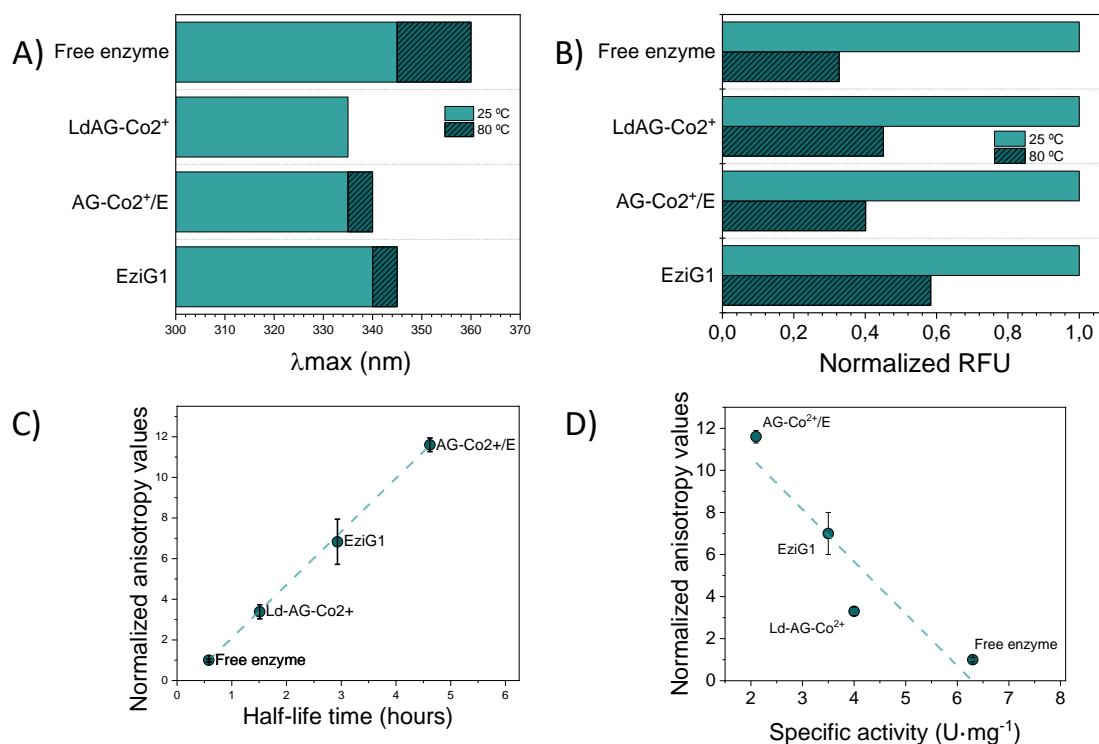 A)
Free enzyme
LdAG-Co2⁺
AG-Co2⁺/E
EziG1
25 ºC
80 ºC
300 310 320 330 340 350 360 370
λmax (nm)
B)
Free enzyme
LdAG-Co2⁺
AG-Co2⁺/E
EziG1
25 ºC
80 ºC
0,0 0,2 0,4 0,6 0,8 1,0
Normalized RFU
C)
Normalized anisotropy values
12
10
8
6
4
2
0
AG-Co2+/E
EziG1
Ld-AG-Co2+
Free enzyme
0 1 2 3 4 5 6
Half-life time (hours)
D)
Normalized anisotropy values
12
10
8
6
4
2
0
AG-Co²⁺/E
EziG1
Ld-AG-Co²⁺
Free enzyme
2 3 4 5 6 7 8
Specific activity (U·mg⁻¹)